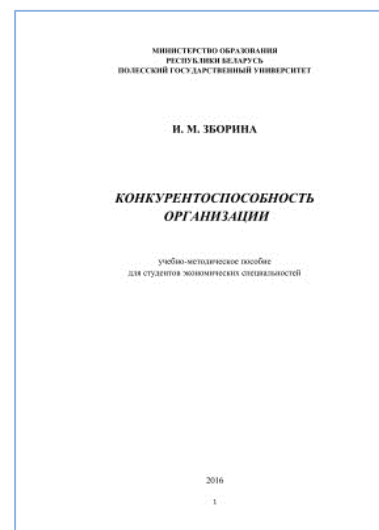 МИНИСТЕРСТВО ОБРАЗОВАНИЯ
РЕСПУБЛИКИ БЕЛАРУСЬ
ПОЛЕССКИЙ ГОСУДАРСТВЕННЫЙ УНИВЕРСИТЕТ
И. М. ЗБОРИНА
КОНКУРЕНТОСПОСОБНОСТЬ
ОРГАНИЗАЦИИ
учебно-методическое пособие
для студентов экономических специальностей
2016
1